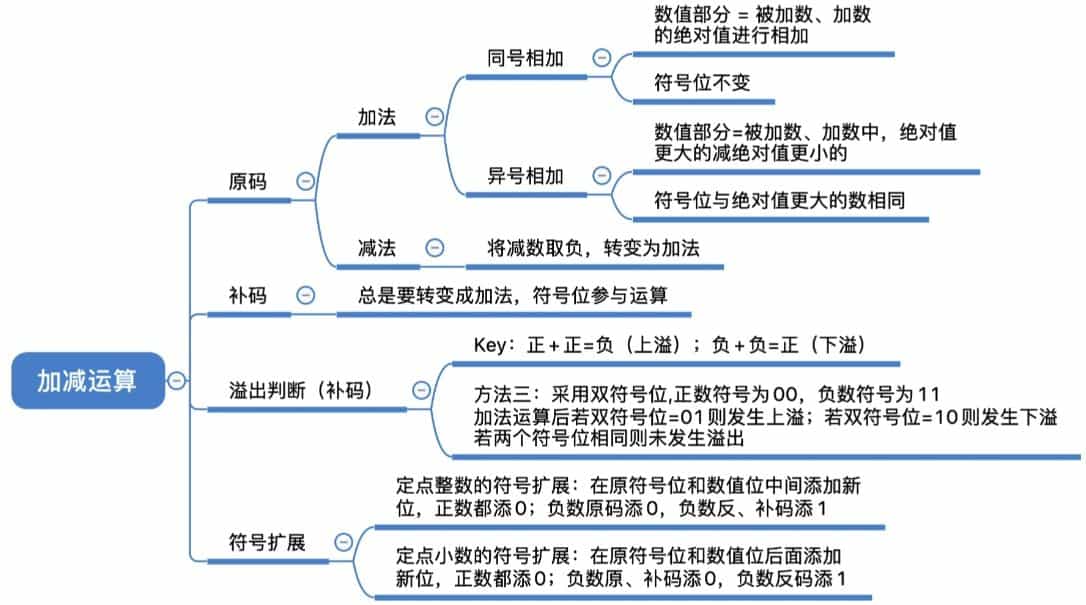 加减运算
原码
加法
同号相加
数值部分 = 被加数、加数
的绝对值进行相加
符号位不变
异号相加
数值部分=被加数、加数中，绝对值
更大的减绝对值更小的
符号位与绝对值更大的数相同
减法
将减数取负，转变为加法
补码
总是要转变成加法，符号位参与运算
溢出判断（补码）
Key：正+正=负（上溢）；负+负=正（下溢）
方法三：采用双符号位,正数符号为00，负数符号为11
加法运算后若双符号位=01则发生上溢；若双符号位=10则发生下溢
若两个符号位相同则未发生溢出
符号扩展
定点整数的符号扩展：在原符号位和数值位中间添加新
位，正数都添0；负数原码添0，负数反、补码添1
定点小数的符号扩展：在原符号位和数值位后面添加
新位，正数都添0；负数原、补码添0，负数反码添1